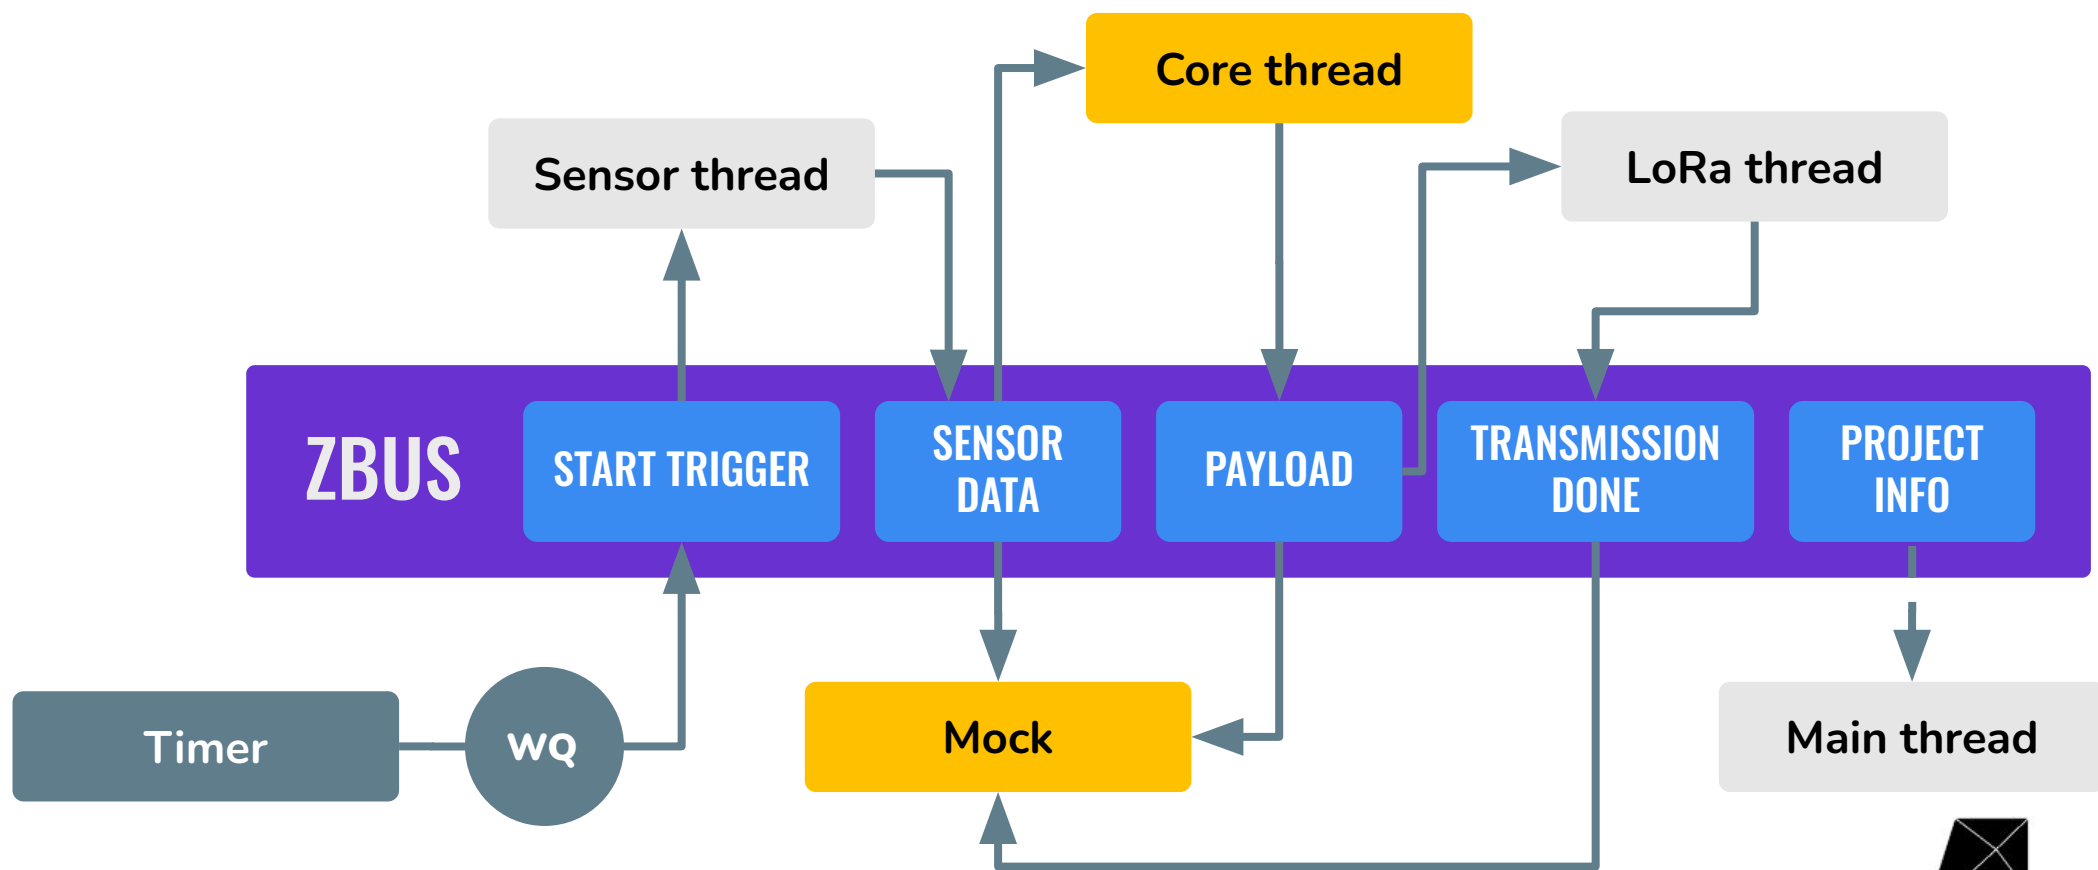 Core thread
LoRa thread
Sensor thread
ZBUS
START TRIGGER
SENSOR
DATA
PAYLOAD
TRANSMISSION
DONE
PROJECT
INFO
Timer
WQ
Mock
Main thread